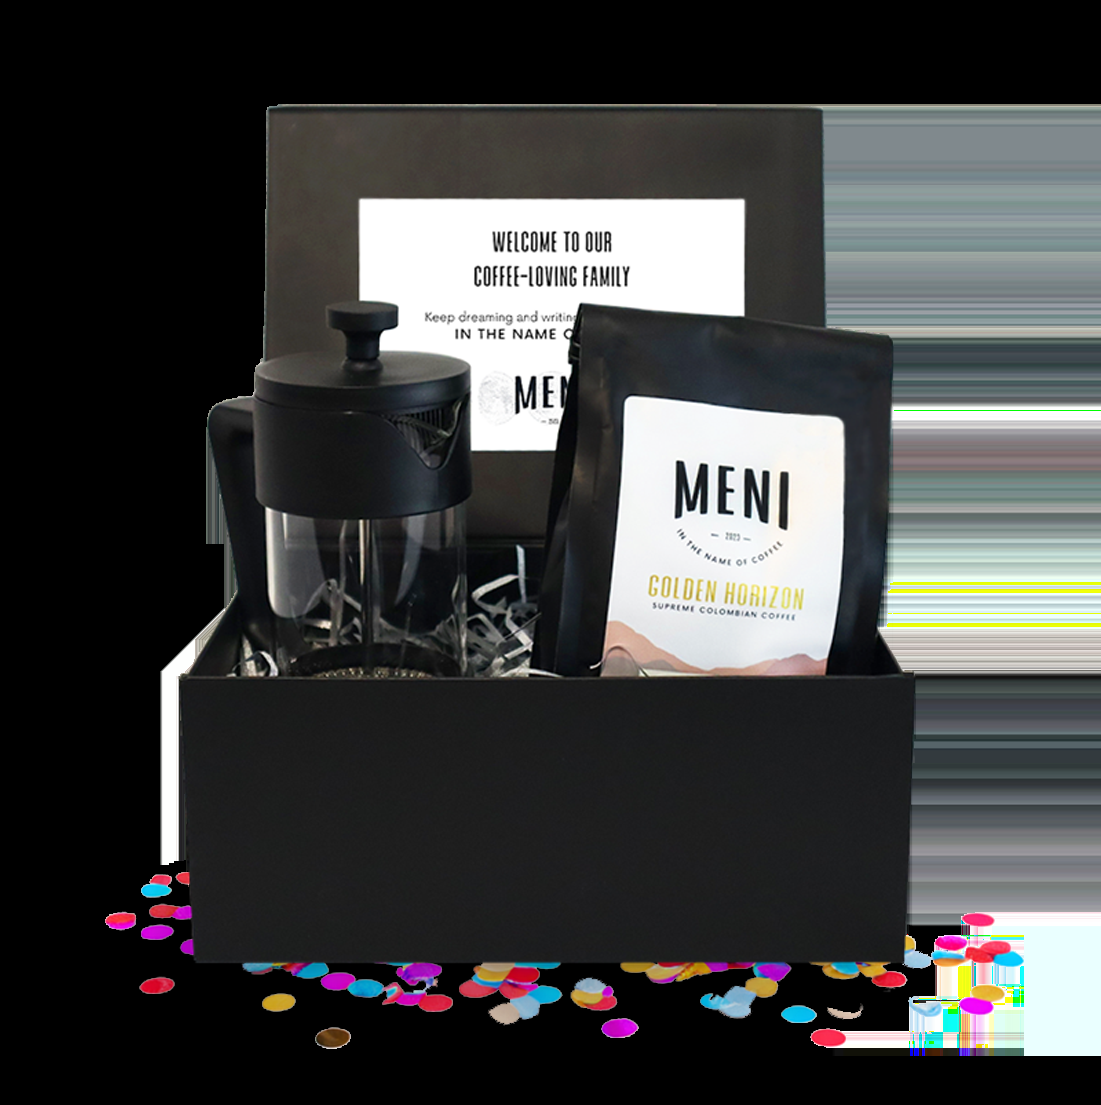 WELCOME TO OUR
COFFEE-LOVING FAMILY
Keep dreaming and writing
IN THE NAME O
MENI
MENI
— 2023 —
IN THE NAME OF COFFEE
GOLDEN HORIZON
SUPREME COLOMBIAN COFFEE